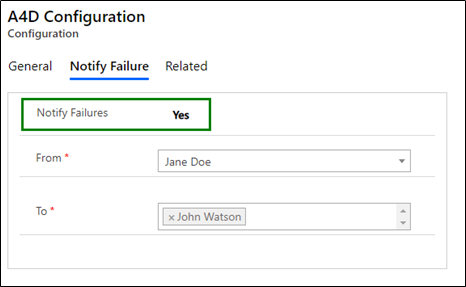 A4D Configuration
Configuration
General Notify Failure Related
Notify Failures Yes
From * Jane Doe
To * × John Watson